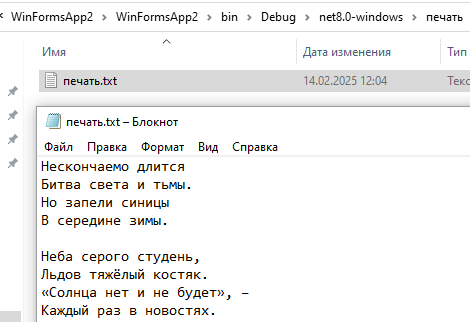 WinFormsApp2 > WinFormsApp2 > bin > Debug > net8.0-windows > печать
Имя Дата изменения Тип
печать.txt 14.02.2025 12:04 Текс
печать.txt – Блокнот
Файл Правка Формат Вид Справка
Нескончаемо длится
Битва света и тьмы.
Но запели синицы
В середине зимы.
Неба серого студень,
Льдов тяжёлый костяк.
«Солнца нет и не будет», –
Каждый раз в новостях.